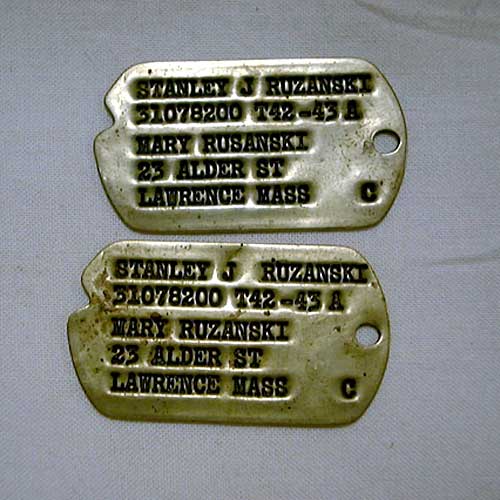 STANLEY J RUZANSKI
31078200 T42-43 A
MARY RUSANSKI
23 ALDER ST
LAWRENCE MASS C
STANLEY J RUZANSKI
31078200 T42-43 A
MARY RUZANSKI
23 ALDER ST
LAWRENCE MASS C